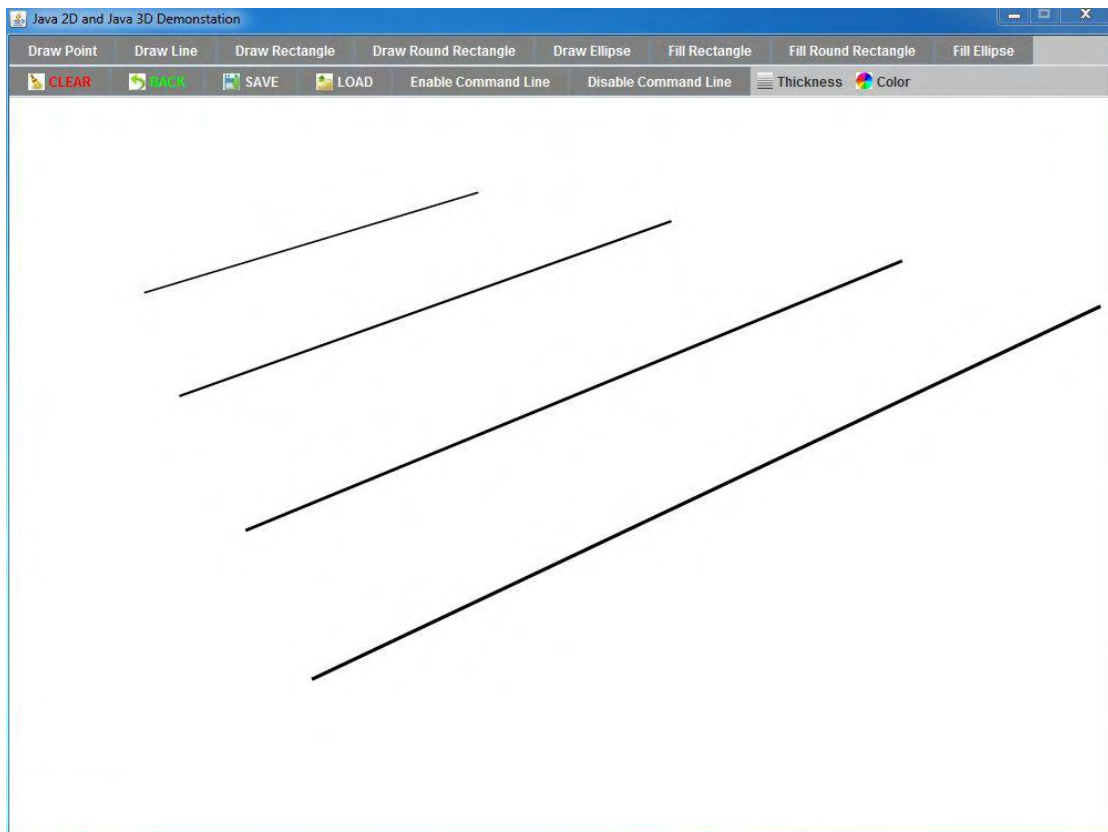 Java 2D and Java 3D Demonstation
Draw Point Draw Line Draw Rectangle Draw Round Rectangle Draw Ellipse Fill Rectangle Fill Round Rectangle Fill Ellipse
CLEAR BACK SAVE LOAD Enable Command Line Disable Command Line Thickness Color